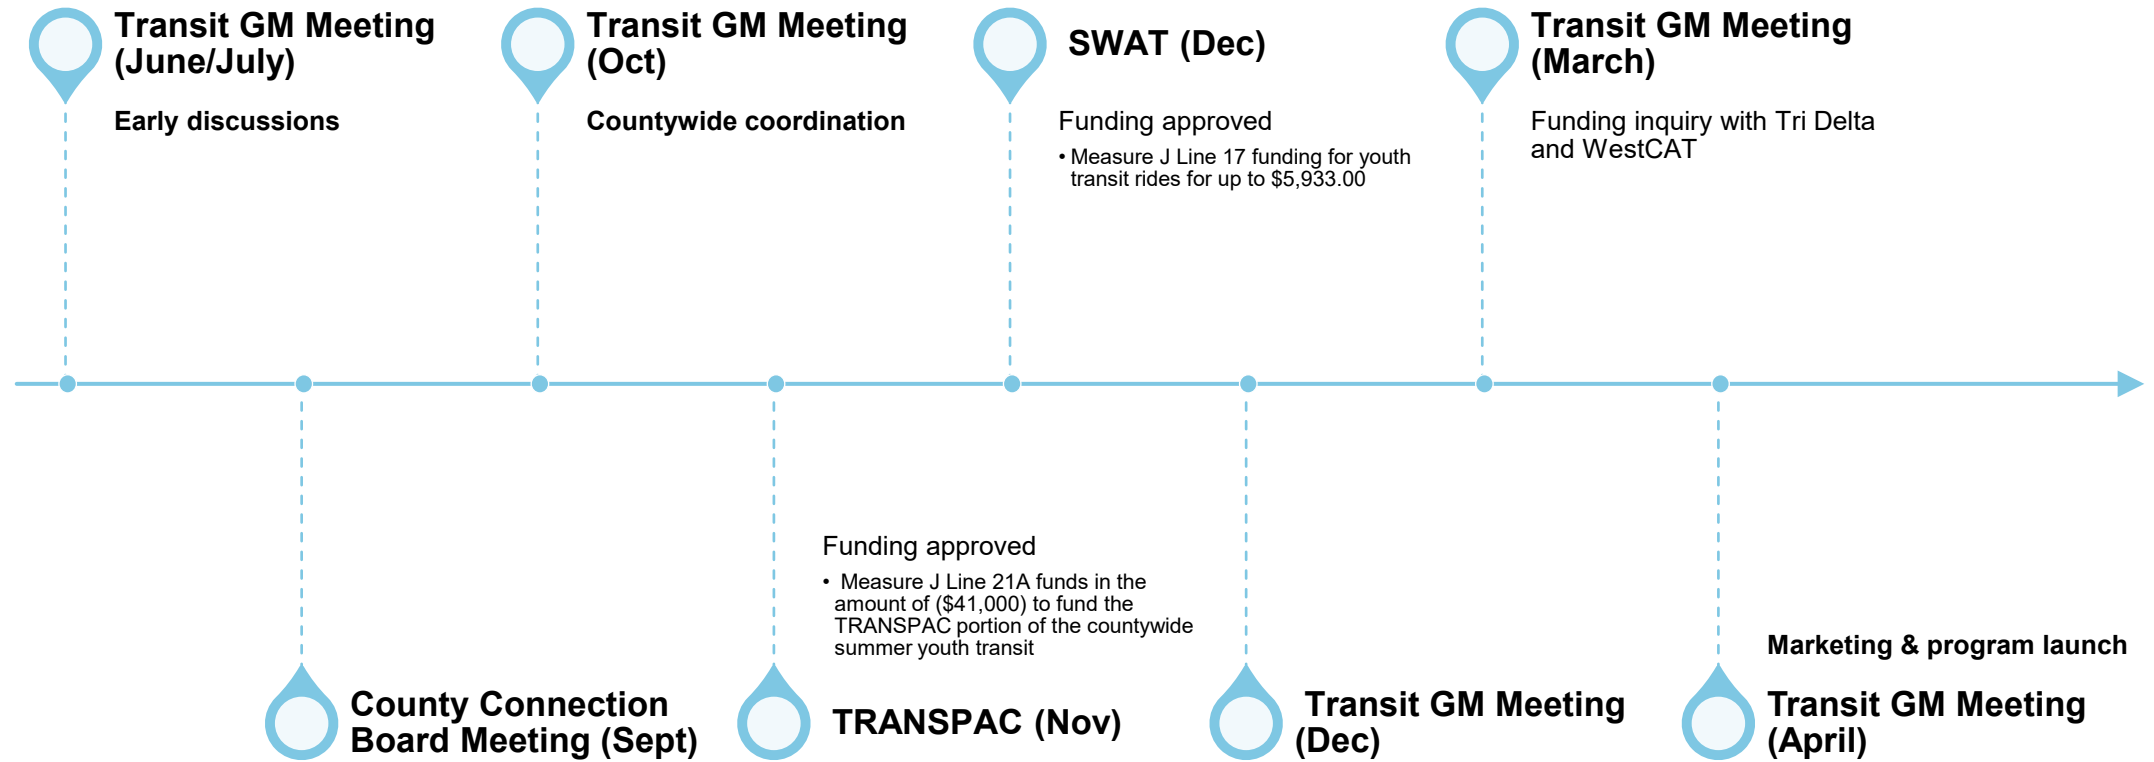 Transit GM Meeting
(June/July)
Early discussions
Transit GM Meeting
(Oct)
Countywide coordination
SWAT (Dec)
Funding approved
• Measure J Line 17 funding for youth
transit rides for up to $5,933.00
Transit GM Meeting
(March)
Funding inquiry with Tri Delta
and WestCAT
County Connection
Board Meeting (Sept)
Funding approved
• Measure J Line 21A funds in the
amount of ($41,000) to fund the
TRANSPAC portion of the countywide
summer youth transit
TRANSPAC (Nov)
Transit GM Meeting
(Dec)
Marketing & program launch
Transit GM Meeting
(April)